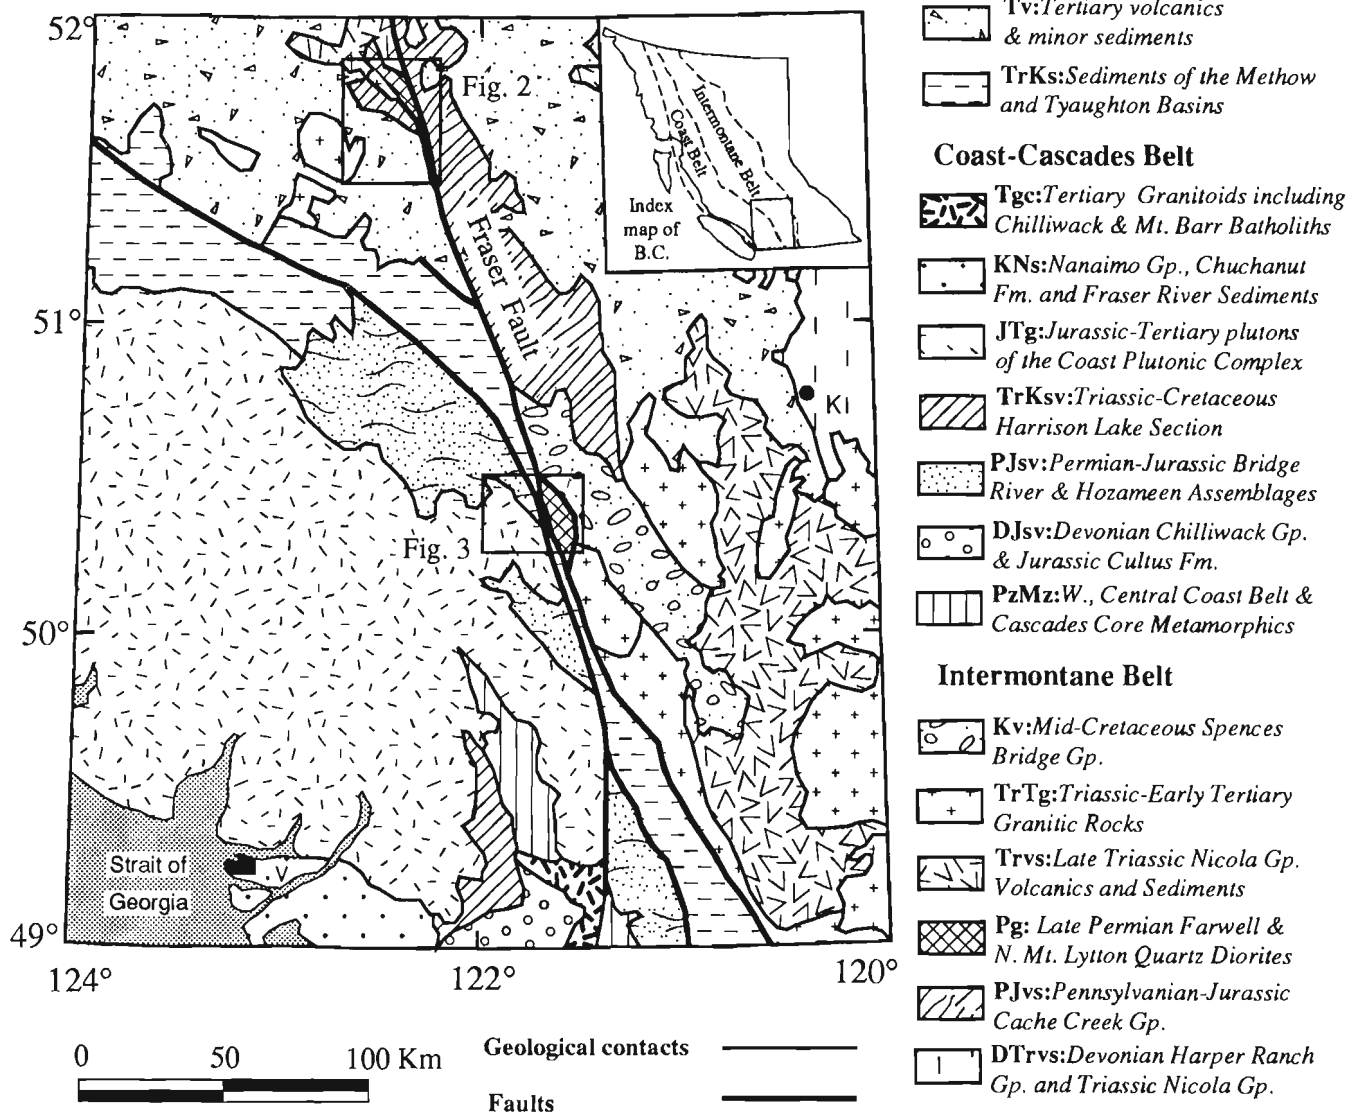 52°
51°
50°
49°
124°
122°
120°
Fig. 2
Fig. 3
Fraser Fault
Coast Belt
Intermontane Belt
Index
map of
B.C.
K I
V
Strait of
Georgia
0 50 100 Km
Geological contacts
Faults
Tv:Tertiary volcanics
& minor sediments
TrKs:Sediments of the Methow
and Tyaughton Basins
Coast-Cascades Belt
Tgc:Tertiary Granitoids including
Chilliwack & Mt. Barr Batholiths
KNs:Nanaimo Gp., Chuchanut
Fm. and Fraser River Sediments
JTg:Jurassic-Tertiary plutons
of the Coast Plutonic Complex
TrKsv:Triassic-Cretaceous
Harrison Lake Section
PJsv:Permian-Jurassic Bridge
River & Hozameen Assemblages
DJsv:Devonian Chilliwack Gp.
& Jurassic Cultus Fm.
PzMz:W., Central Coast Belt &
Cascades Core Metamorphics
Intermontane Belt
Kv:Mid-Cretaceous Spences
Bridge Gp.
TrTg:Triassic-Early Tertiary
Granitic Rocks
Trvs:Late Triassic Nicola Gp.
Volcanics and Sediments
Pg: Late Permian Farwell &
N. Mt. Lytton Quartz Diorites
PJvs:Pennsylvanian-Jurassic
Cache Creek Gp.
DTrvs:Devonian Harper Ranch
Gp. and Triassic Nicola Gp.